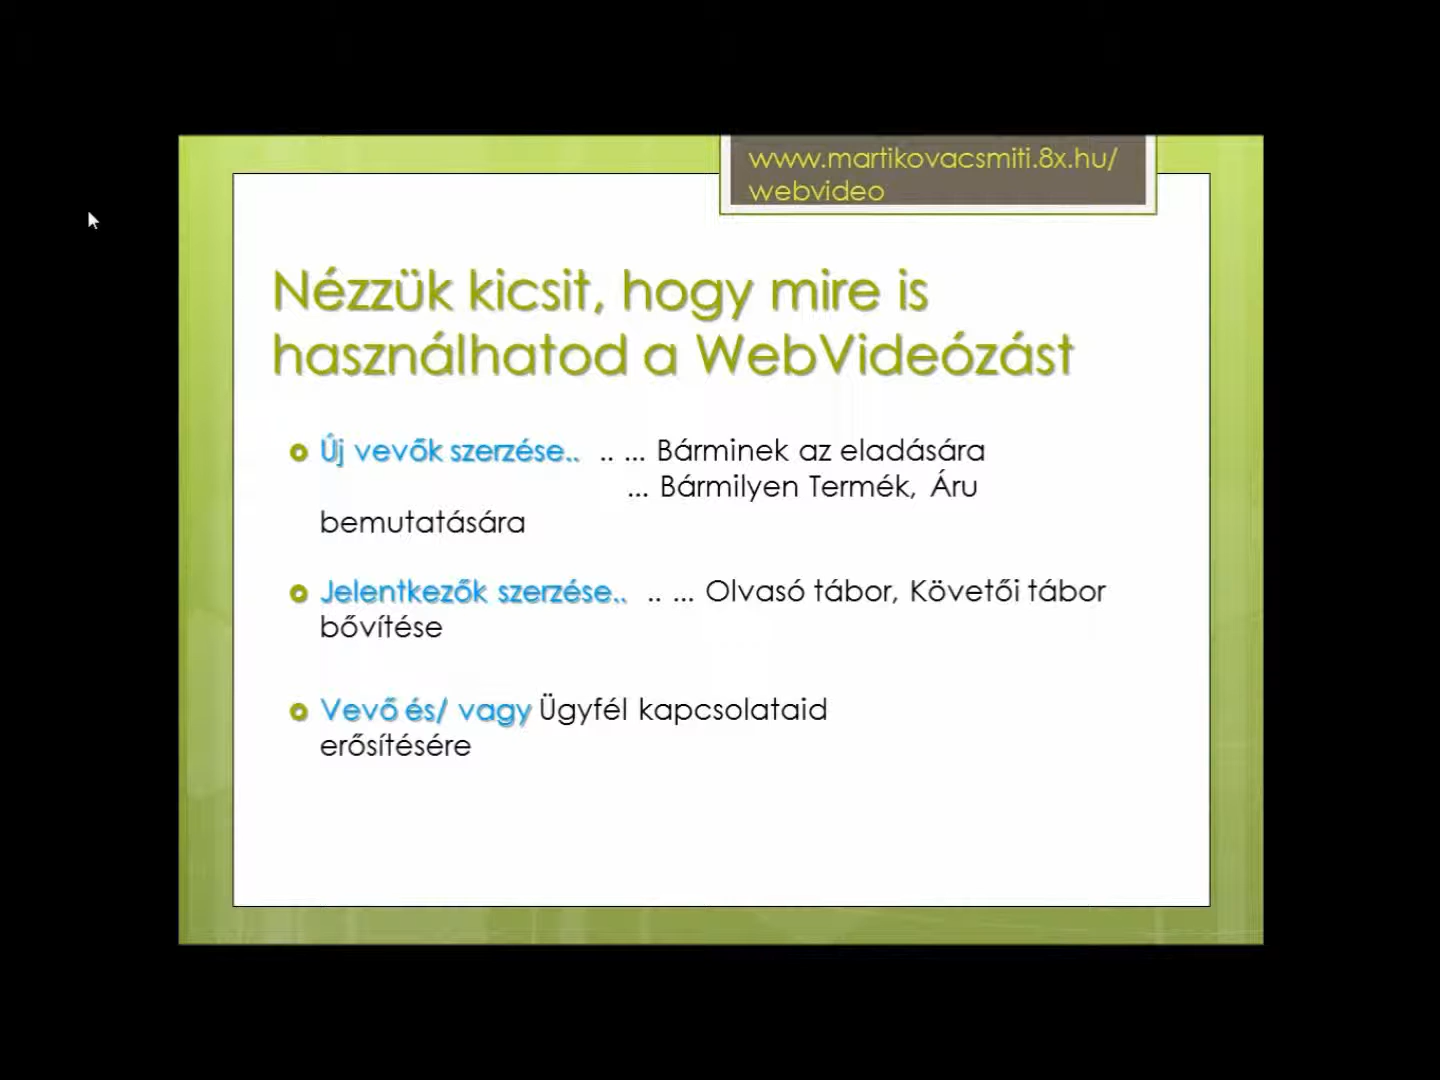 www.martikovacsmiti.8x.hu/
webvideo
Nézzük kicsit, hogy mire is
használhatod a WebVideózást
Új vevők szerzése.. .. ... Bárminek az eladására
... Bármilyen Termék, Áru
bemutatására
Jelentkezők szerzése.. .. ... Olvasó tábor, Követői tábor
bővítése
Vevő és/ vagy Ügyfél kapcsolataid
erősítésére